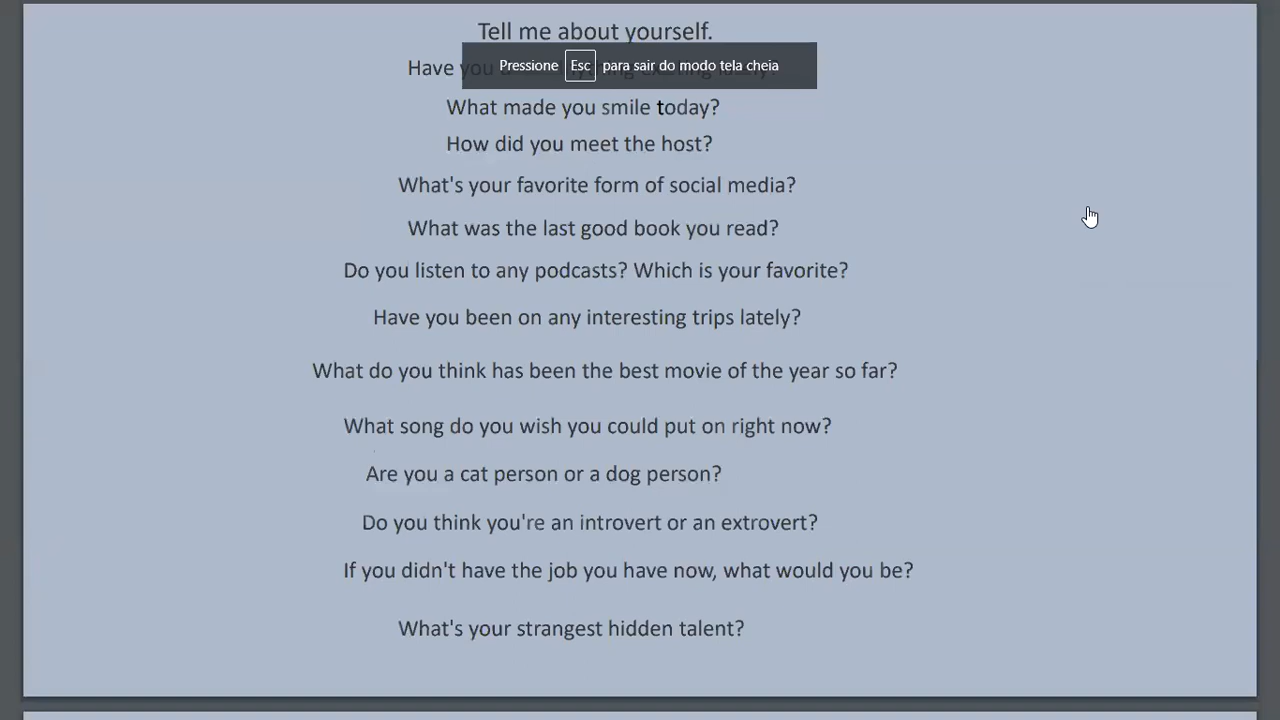 Tell me about yourself.
Have you
Pressione Esc para sair do modo tela cheia
What made you smile today?
How did you meet the host?
What's your favorite form of social media?
What was the last good book you read?
Do you listen to any podcasts? Which is your favorite?
Have you been on any interesting trips lately?
What do you think has been the best movie of the year so far?
What song do you wish you could put on right now?
Are you a cat person or a dog person?
Do you think you're an introvert or an extrovert?
If you didn't have the job you have now, what would you be?
What's your strangest hidden talent?